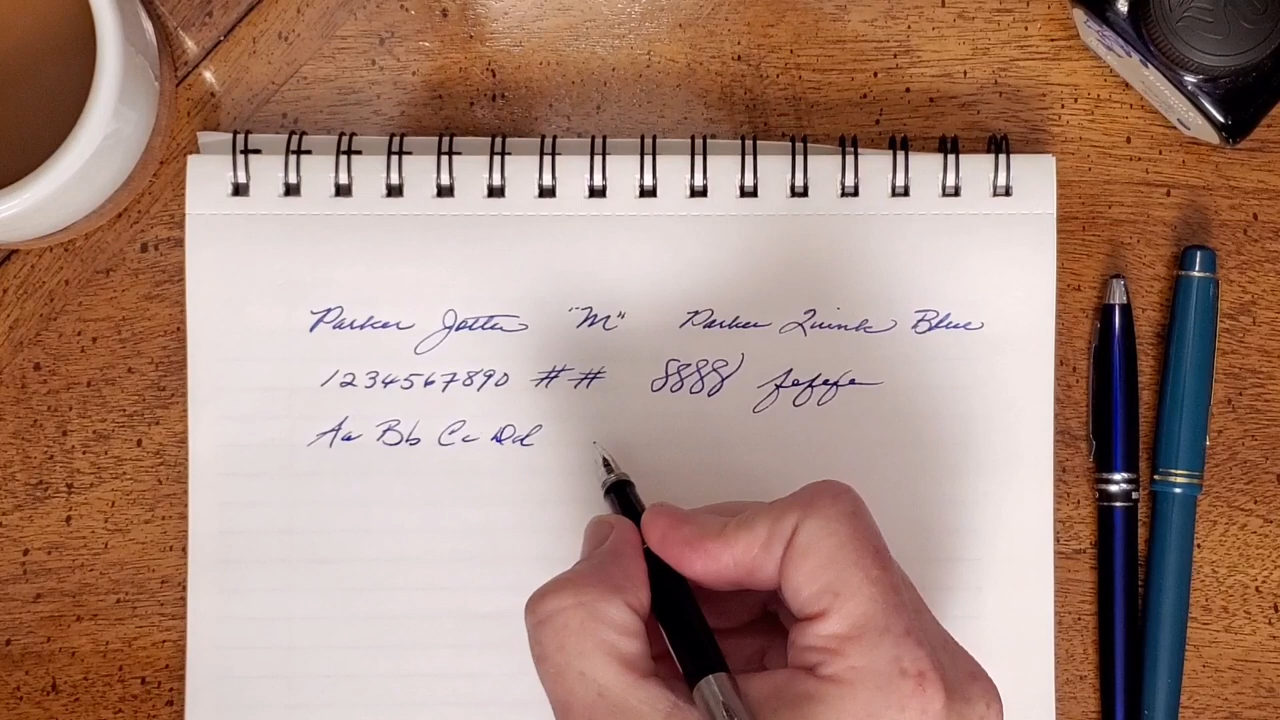 Parker Jotter "M" Parker Quink Blue
1234567890 ## 8888 fefefe
Aa Bb Cc Dd